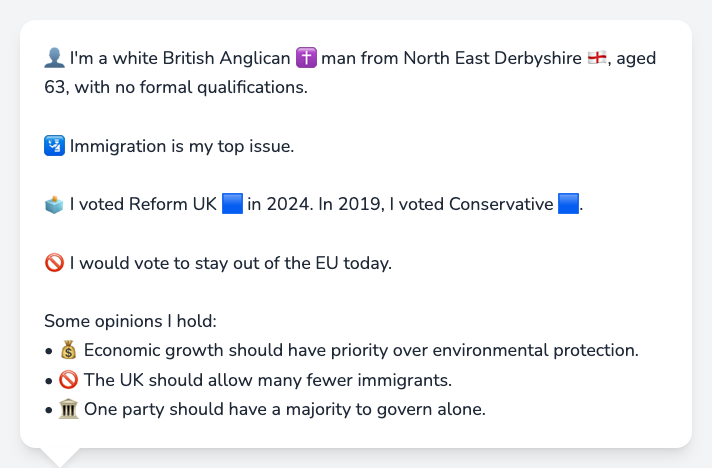 👤 I'm a white British Anglican ✝️ man from North East Derbyshire 🏴󠁧󠁢󠁥󠁮󠁧󠁿, aged
63, with no formal qualifications.
🛂 Immigration is my top issue.
🗳️ I voted Reform UK 🟦 in 2024. In 2019, I voted Conservative 🟦.
🚫 I would vote to stay out of the EU today.
Some opinions I hold:
• 💰 Economic growth should have priority over environmental protection.
• 🚫 The UK should allow many fewer immigrants.
• 🏛️ One party should have a majority to govern alone.